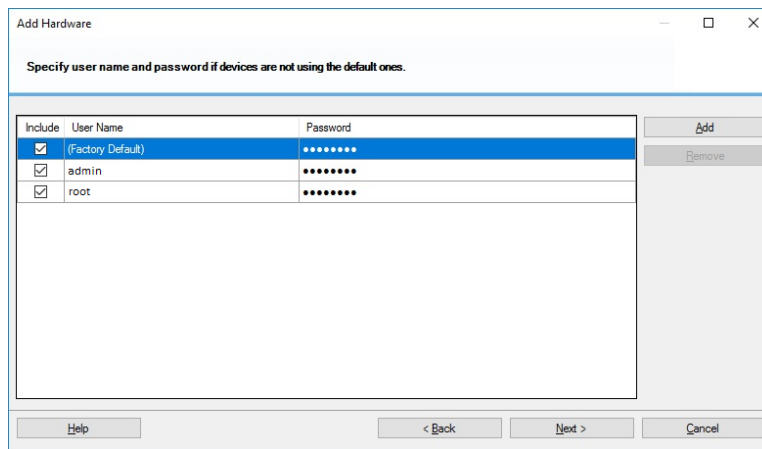 Add Hardware
Specify user name and password if devices are not using the default ones.
Include User Name Password
(Factory Default) ••••••••
admin ••••••••
root ••••••••
Add
Remove
Help < Back Next > Cancel